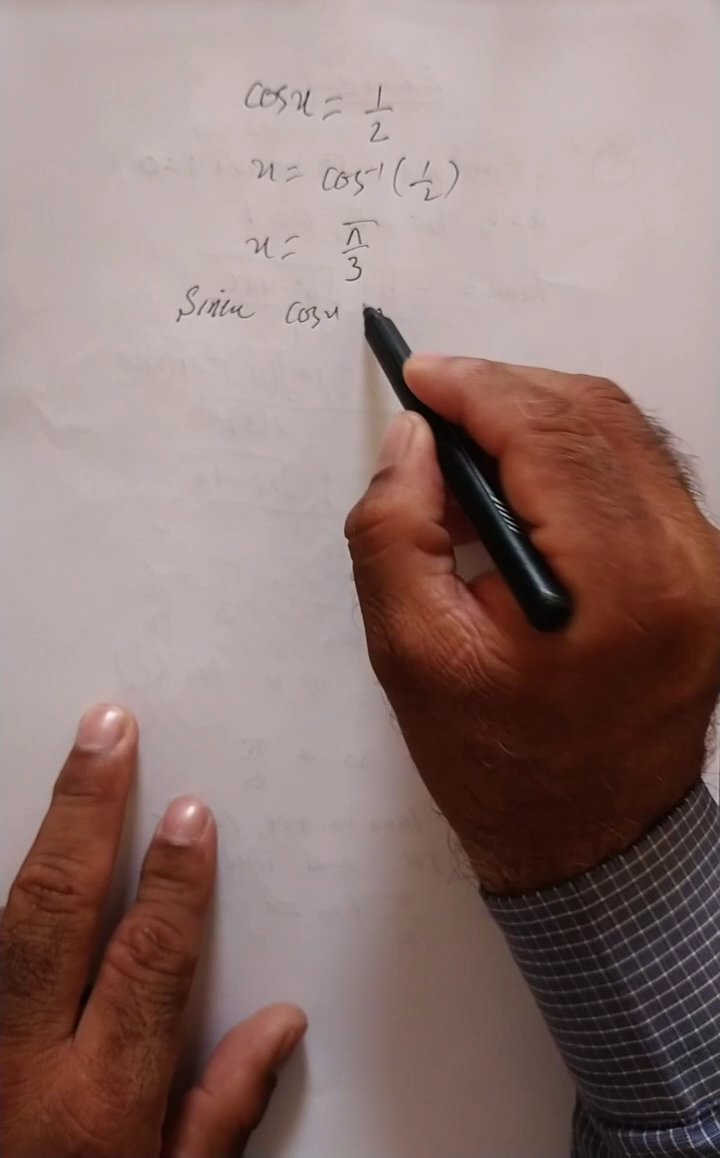 cosx = 1/2
x = cos⁻¹(1/2)
x = π/3
Since cosx